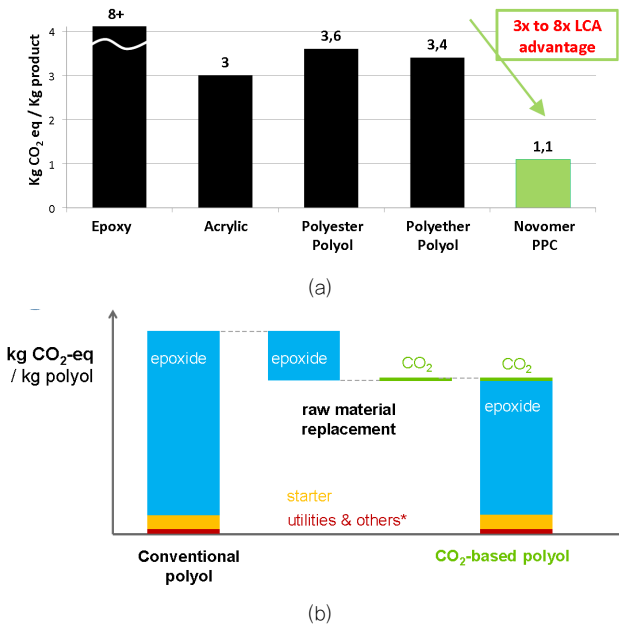 3x to 8x LCA
advantage
Kg CO₂ eq / Kg product
4
3
2
1
0
8+
3
3,6
3,4
1,1
Epoxy
Acrylic
Polyester
Polyol
Polyether
Polyol
Novomer
PPC
(a)
kg CO₂-eq
/ kg polyol
epoxide
epoxide
CO₂
CO₂
epoxide
raw material
replacement
starter
utilities & others*
Conventional
polyol
CO₂-based polyol
(b)